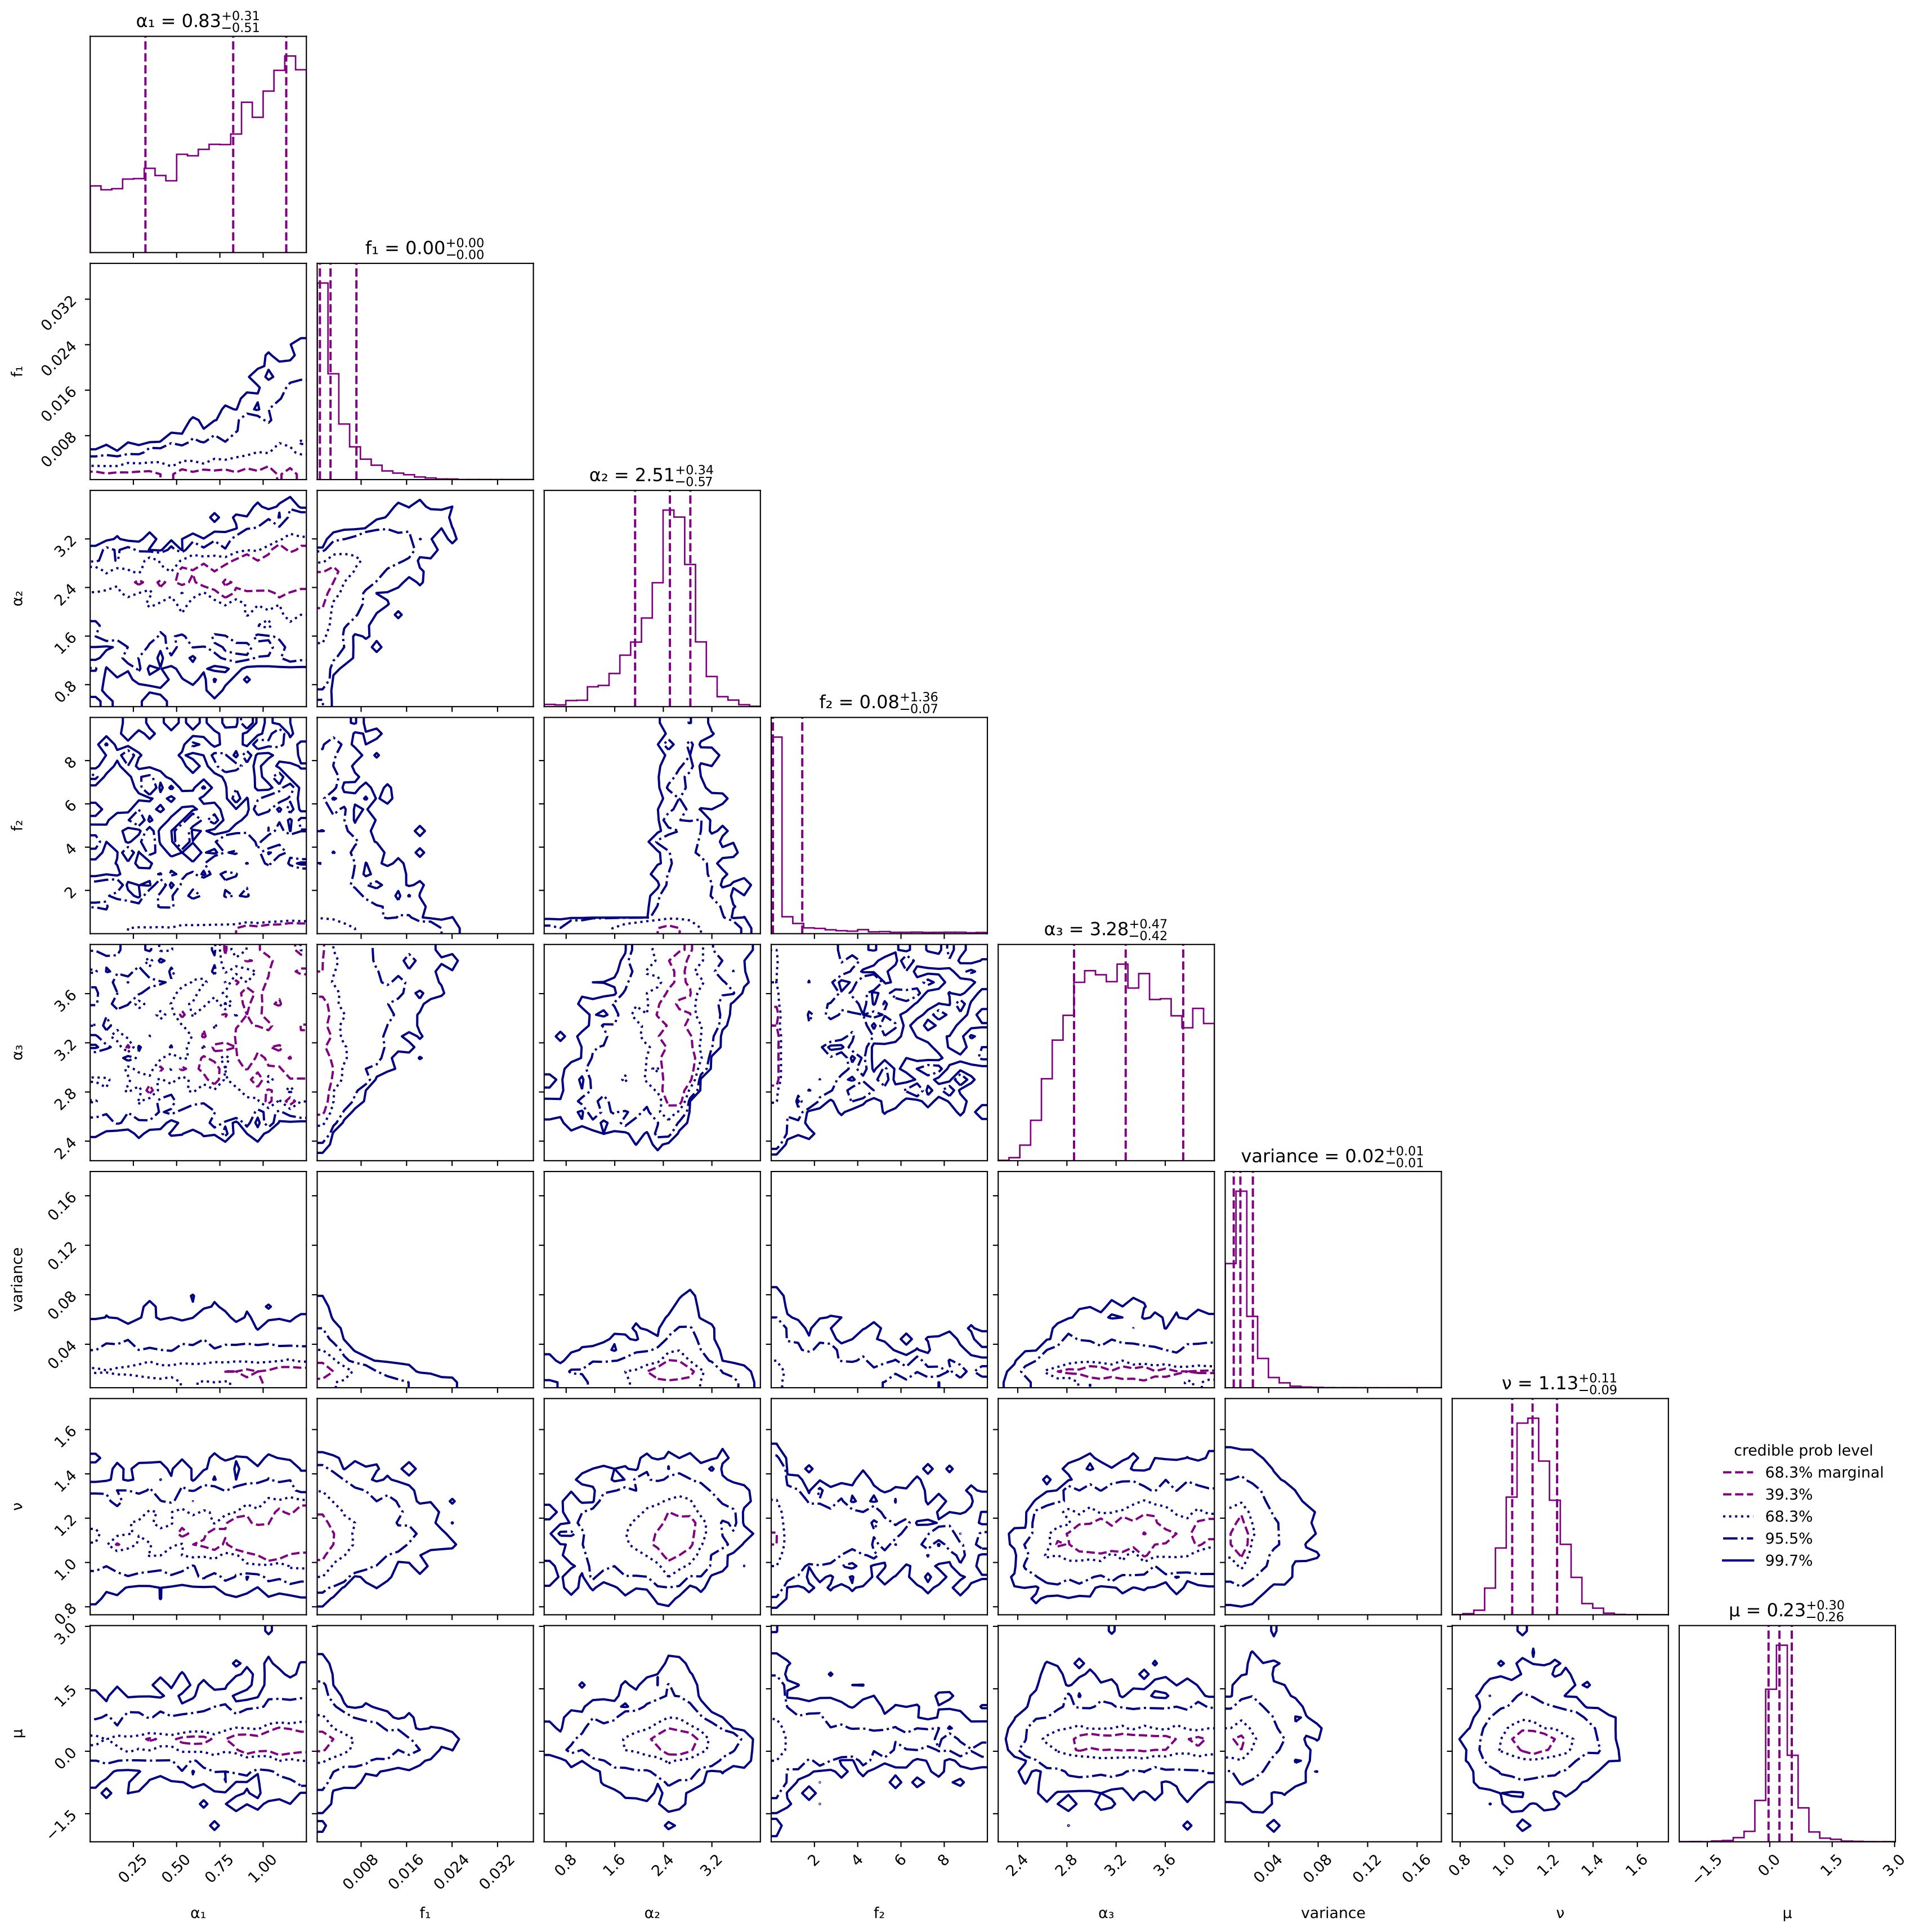 α₁ = 0.83+0.31−0.51
f₁ = 0.00+0.00−0.00
f₁
0.032
0.024
0.016
0.008
α₂ = 2.51+0.34−0.57
α₂
3.2
2.4
1.6
0.8
f₂ = 0.08+1.36−0.07
f₂
8
6
4
2
α₃ = 3.28+0.47−0.42
α₃
3.6
3.2
2.8
2.4
variance = 0.02+0.01−0.01
variance
0.16
0.12
0.08
0.04
ν = 1.13+0.11−0.09
ν
1.6
1.4
1.2
1.0
0.8
credible prob level
68.3% marginal
39.3%
68.3%
95.5%
99.7%
μ = 0.23+0.30−0.26
μ
3.0
1.5
0.0
−1.5
0.25 0.50 0.75 1.00
0.008 0.016 0.024 0.032
0.8 1.6 2.4 3.2
2 4 6 8
2.4 2.8 3.2 3.6
0.04 0.08 0.12 0.16
0.8 1.0 1.2 1.4 1.6
−1.5 0.0 1.5 3.0
α₁ f₁ α₂ f₂ α₃ variance ν μ